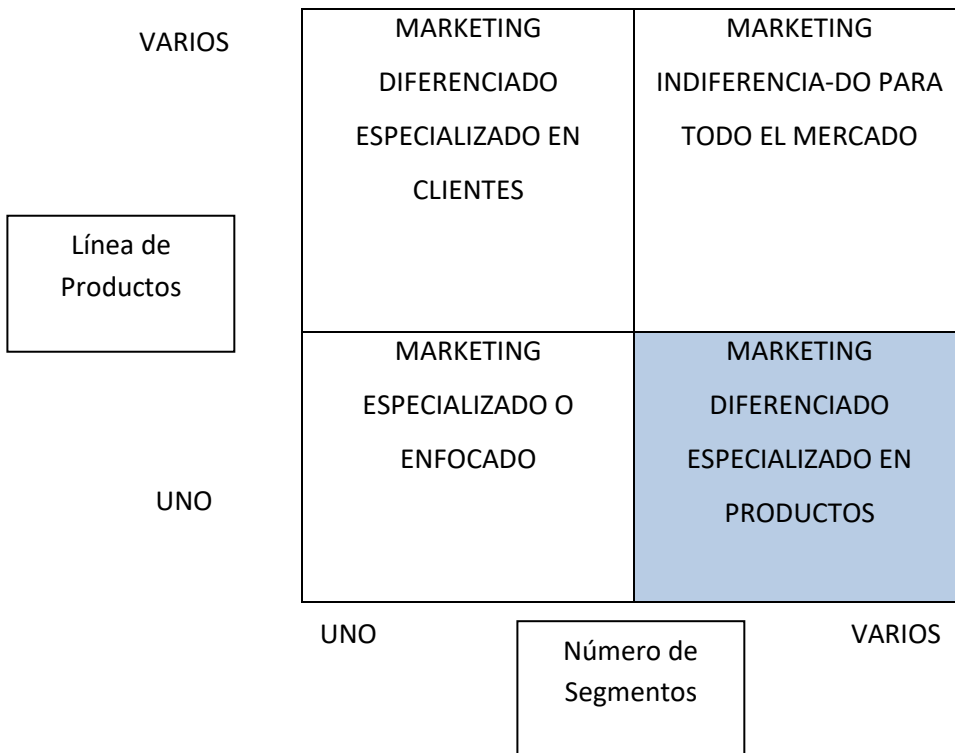 VARIOS
MARKETING
DIFERENCIADO
ESPECIALIZADO EN
CLIENTES
MARKETING
INDIFERENCIA-DO PARA
TODO EL MERCADO
Línea de
Productos
MARKETING
ESPECIALIZADO O
ENFOCADO
MARKETING
DIFERENCIADO
ESPECIALIZADO EN
PRODUCTOS
UNO
UNO
Número de
Segmentos
VARIOS